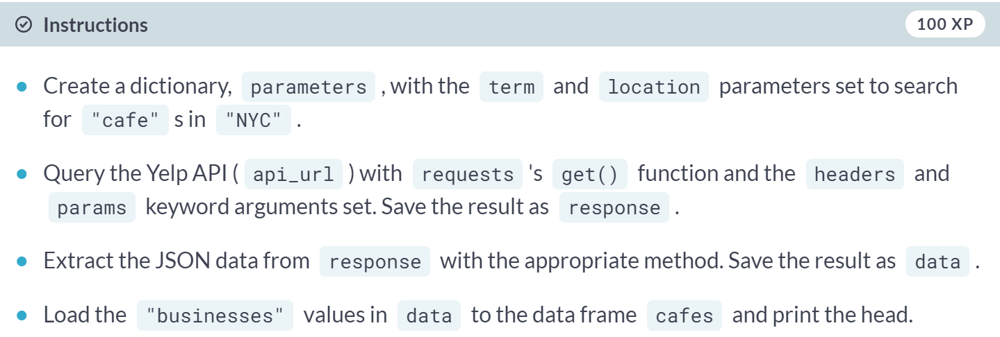 Instructions
100 XP
Create a dictionary, parameters , with the term and location parameters set to search
for "cafe" s in "NYC" .
Query the Yelp API ( api_url ) with requests 's get() function and the headers and
params keyword arguments set. Save the result as response .
Extract the JSON data from response with the appropriate method. Save the result as data .
Load the "businesses" values in data to the data frame cafes and print the head.